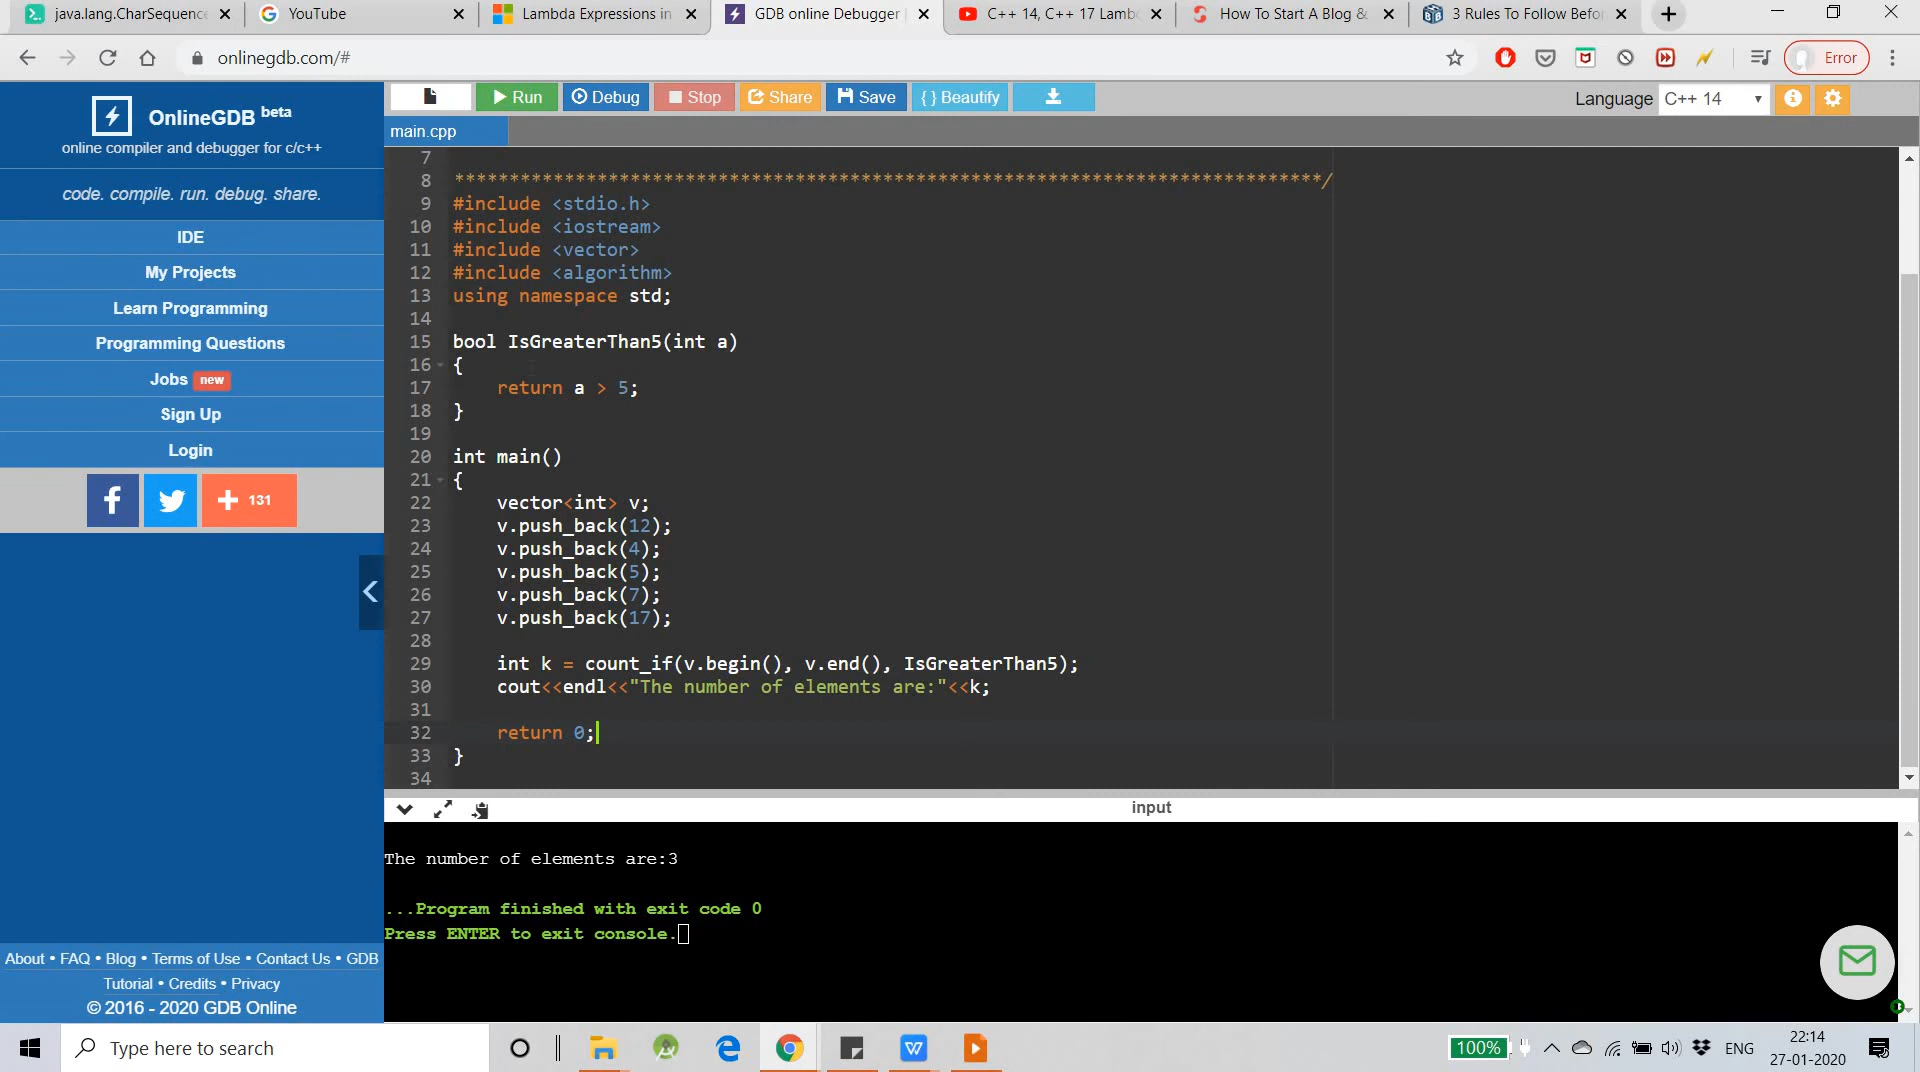 java.lang.CharSequence
YouTube
Lambda Expressions in
GDB online Debugger
C++ 14, C++ 17 Lamb
How To Start A Blog &
3 Rules To Follow Befo
onlinegdb.com/#
Error
OnlineGDB beta
online compiler and debugger for c/c++
code. compile. run. debug. share.
IDE
My Projects
Learn Programming
Programming Questions
Jobs new
Sign Up
Login
131
About • FAQ • Blog • Terms of Use • Contact Us • GDB
Tutorial • Credits • Privacy
© 2016 - 2020 GDB Online
Run
Debug
Stop
Share
Save
{ } Beautify
Language C++ 14
main.cpp
7
8 *******************************************************************************/
9 #include <stdio.h>
10 #include <iostream>
11 #include <vector>
12 #include <algorithm>
13 using namespace std;
14
15 bool IsGreaterThan5(int a)
16 {
17 return a > 5;
18 }
19
20 int main()
21 {
22 vector<int> v;
23 v.push_back(12);
24 v.push_back(4);
25 v.push_back(5);
26 v.push_back(7);
27 v.push_back(17);
28
29 int k = count_if(v.begin(), v.end(), IsGreaterThan5);
30 cout<<endl<<"The number of elements are:"<<k;
31
32 return 0;
33 }
34
input
The number of elements are:3
...Program finished with exit code 0
Press ENTER to exit console.
Type here to search
100%
ENG
22:14
27-01-2020